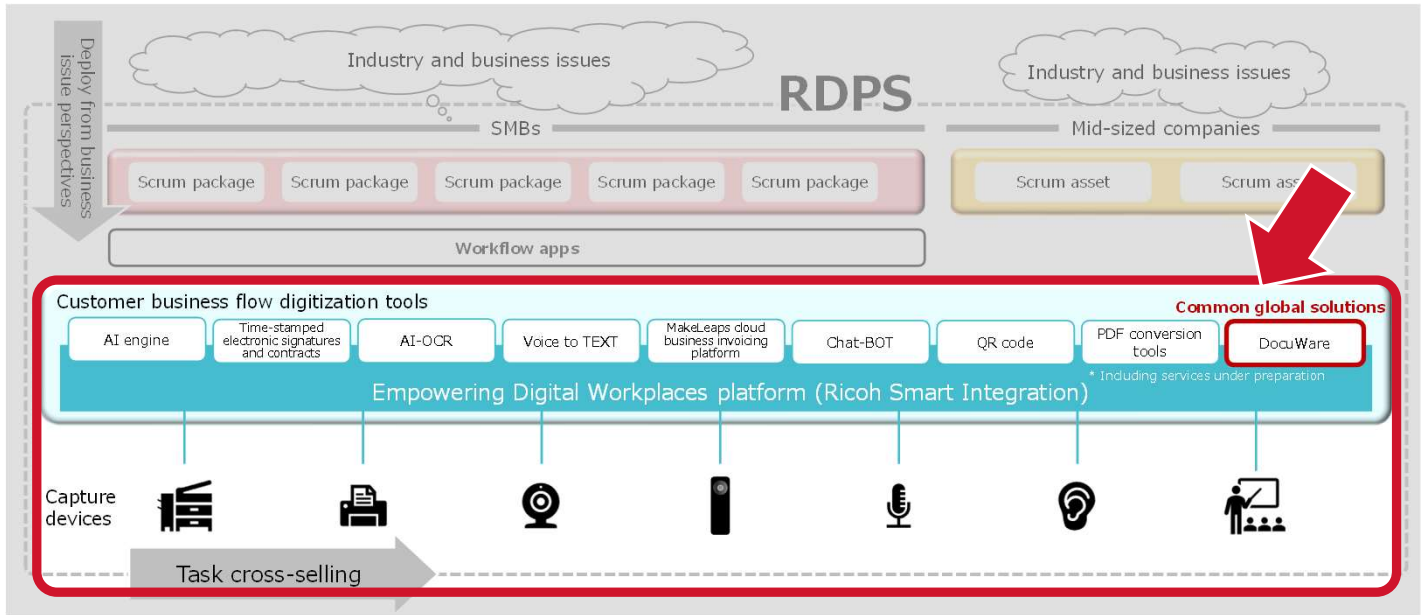 Deploy from business
issue perspectives
Industry and business issues
Industry and business issues
RDPS
SMBs
Mid-sized companies
Scrum package
Scrum package
Scrum package
Scrum package
Scrum package
Scrum asset
Scrum ass
Workflow apps
Customer business flow digitization tools
Common global solutions
AI engine
Time-stamped
electronic signatures
and contracts
AI-OCR
Voice to TEXT
MakeLeaps cloud
business invoicing
platform
Chat-BOT
QR code
PDF conversion
tools
DocuWare
* Including services under preparation
Empowering Digital Workplaces platform (Ricoh Smart Integration)
Capture
devices
Task cross-selling